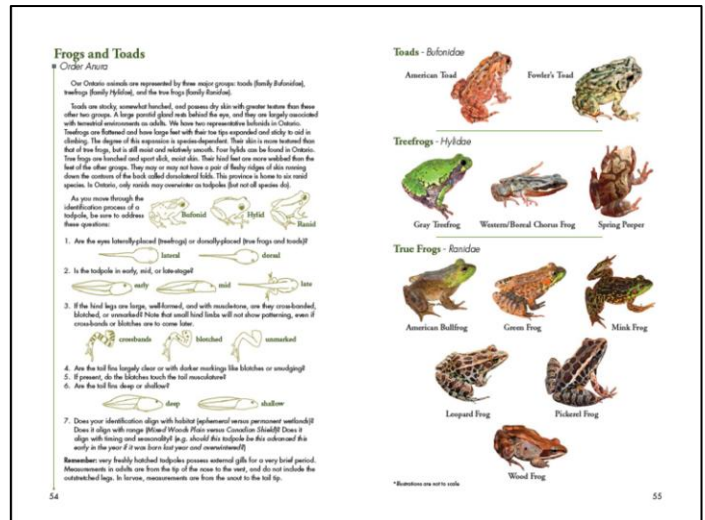 Frogs and Toads
Order Anura
Our Ontario animals are represented by three major groups: toads (family Bufonidae),
treefrogs (family Hylidae), and the true frogs (family Ranidae).
Toads are stocky, somewhat hunched, and possess dry skin with greater texture than these
other two groups. A large parotid gland rests behind the eye, and they are largely associated
with terrestrial environments as adults. We have two representative bufonids in Ontario.
Treefrogs are flattened and have large feet with their toe tips expanded and sticky to aid in
climbing. The degree of this expansion is species-dependent. Their skin is more textured than
that of true frogs, but is still moist and relatively smooth. Four hylids can be found in Ontario.
True frogs are hunched and sport slick, moist skin. Their hind feet are more webbed than the
feet of the other groups. They may or may not have a pair of fleshy ridges of skin running
down the contours of the back called dorsolateral folds. This province is home to six ranid
species. In Ontario, only ranids may overwinter as tadpoles (but not all species do).
As you move through the
identification process of a
tadpole, be sure to address
these questions:
Bufonid
Hylid
Ranid
1. Are the eyes laterally-placed (treefrogs) or dorsally-placed (true frogs and toads)?
lateral
dorsal
2. Is the tadpole in early, mid, or late-stage?
early
mid
late
3. If the hind legs are large, well-formed, and with muscle-tone, are they cross-banded,
blotched, or unmarked? Note that small hind limbs will not show patterning, even if
cross-bands or blotches are to come later.
crossbands
blotched
unmarked
4. Are the tail fins largely clear or with darker markings like blotches or smudging?
5. If present, do the blotches touch the tail musculature?
6. Are the tail fins deep or shallow?
deep
shallow
7. Does your identification align with habitat (ephemeral versus permanent wetlands)?
Does it align with range (Mixed Woods Plain versus Canadian Shield)? Does it
align with timing and seasonality? (e.g. should this tadpole be this advanced this
early in the year if it was born last year and overwintered?)
Remember: very freshly hatched tadpoles possess external gills for a very brief period.
Measurements in adults are from the tip of the nose to the vent, and do not include the
outstretched legs. In larvae, measurements are from the snout to the tail tip.
54
Toads - Bufonidae
American Toad
Fowler's Toad
Treefrogs - Hylidae
Gray Treefrog
Western/Boreal Chorus Frog
Spring Peeper
True Frogs - Ranidae
American Bullfrog
Green Frog
Mink Frog
Leopard Frog
Pickerel Frog
Wood Frog
*Illustrations are not to scale
55